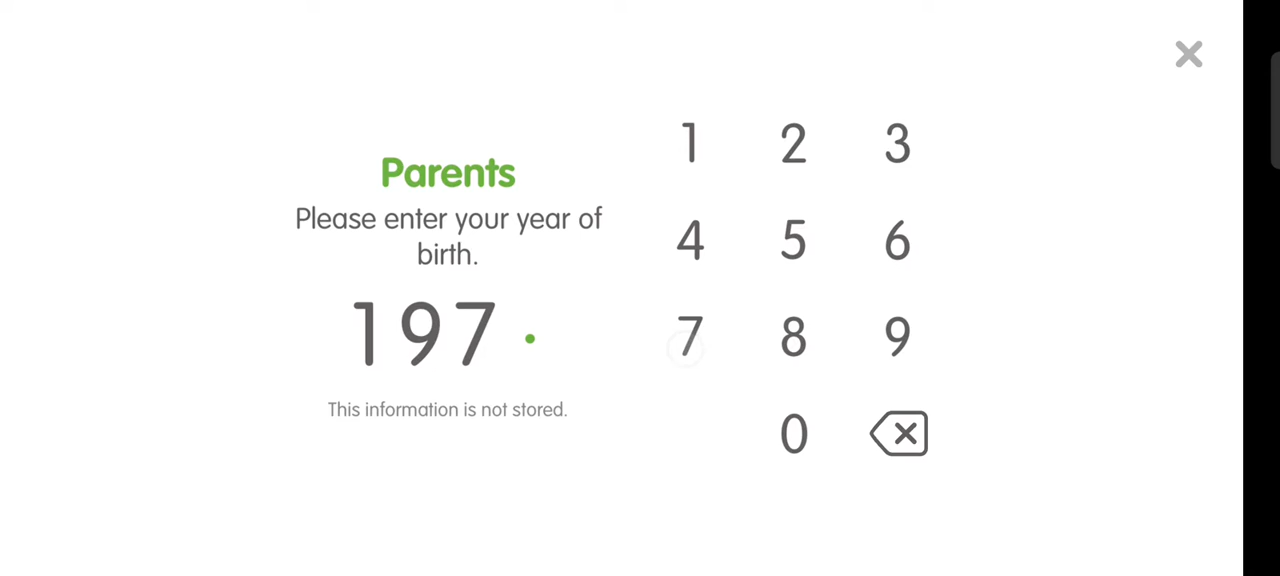 Parents
Please enter your year of
birth.
197
This information is not stored.
1 2 3
4 5 6
7 8 9
0